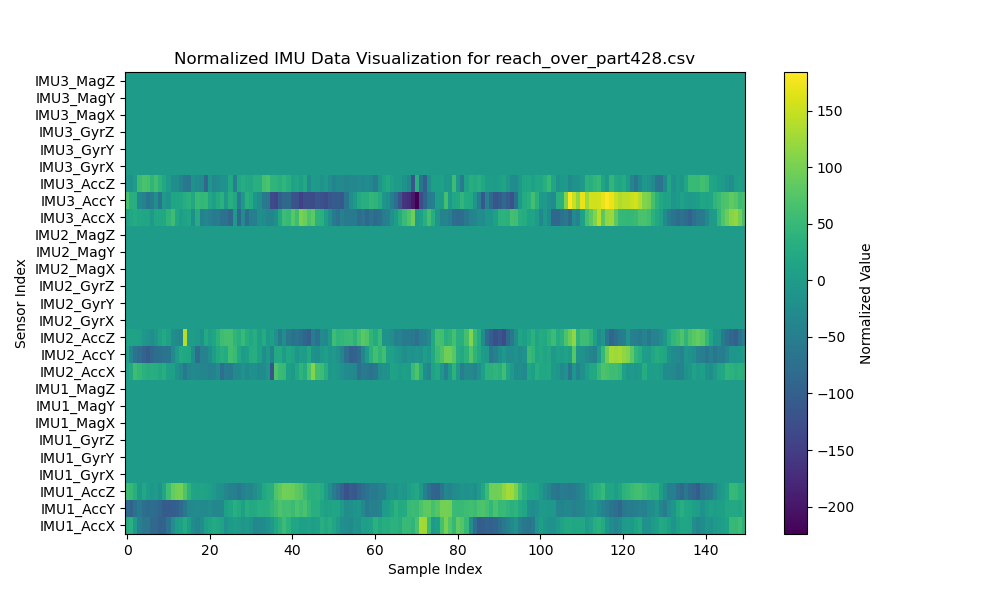 Normalized IMU Data Visualization for reach_over_part428.csv
IMU3_MagZ
IMU3_MagY
IMU3_MagX
IMU3_GyrZ
IMU3_GyrY
IMU3_GyrX
IMU3_AccZ
IMU3_AccY
IMU3_AccX
IMU2_MagZ
IMU2_MagY
IMU2_MagX
IMU2_GyrZ
IMU2_GyrY
IMU2_GyrX
IMU2_AccZ
IMU2_AccY
IMU2_AccX
IMU1_MagZ
IMU1_MagY
IMU1_MagX
IMU1_GyrZ
IMU1_GyrY
IMU1_GyrX
IMU1_AccZ
IMU1_AccY
IMU1_AccX
Sensor Index
0 20 40 60 80 100 120 140
Sample Index
150
100
50
0
−50
−100
−150
−200
Normalized Value